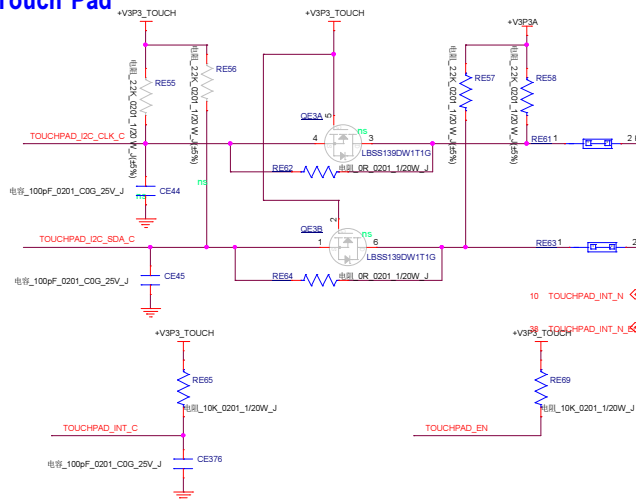 Touch Pad
+V3P3_TOUCH
+V3P3_TOUCH
+V3P3A
RE55
电阻_2.2K_0201_1/20W_J(±5%)
RE56
电阻_2.2K_0201_1/20W_J(±5%)
RE57
电阻_2.2K_0201_1/20W_J(±5%)
RE58
电阻_2.2K_0201_1/20W_J(±5%)
QE3A
5
ns
TOUCHPAD_I2C_CLK_C
4
3
RE61
1
2
LBSS139DW1T1G
RE62
电阻_0R_0201_1/20W_J
电容_100pF_0201_C0G_25V_J
CE44
ns
ns
QE3B
2
ns
TOUCHPAD_I2C_SDA_C
1
6
RE63
1
2
LBSS139DW1T1G
RE64
电阻_0R_0201_1/20W_J
电容_100pF_0201_C0G_25V_J
CE45
10 TOUCHPAD_INT_N
38 TOUCHPAD_INT_N_E
+V3P3_TOUCH
+V3P3_TOUCH
RE65
电阻_10K_0201_1/20W_J
RE69
电阻_10K_0201_1/20W_J
TOUCHPAD_INT_C
TOUCHPAD_EN
电容_100pF_0201_C0G_25V_J
CE376